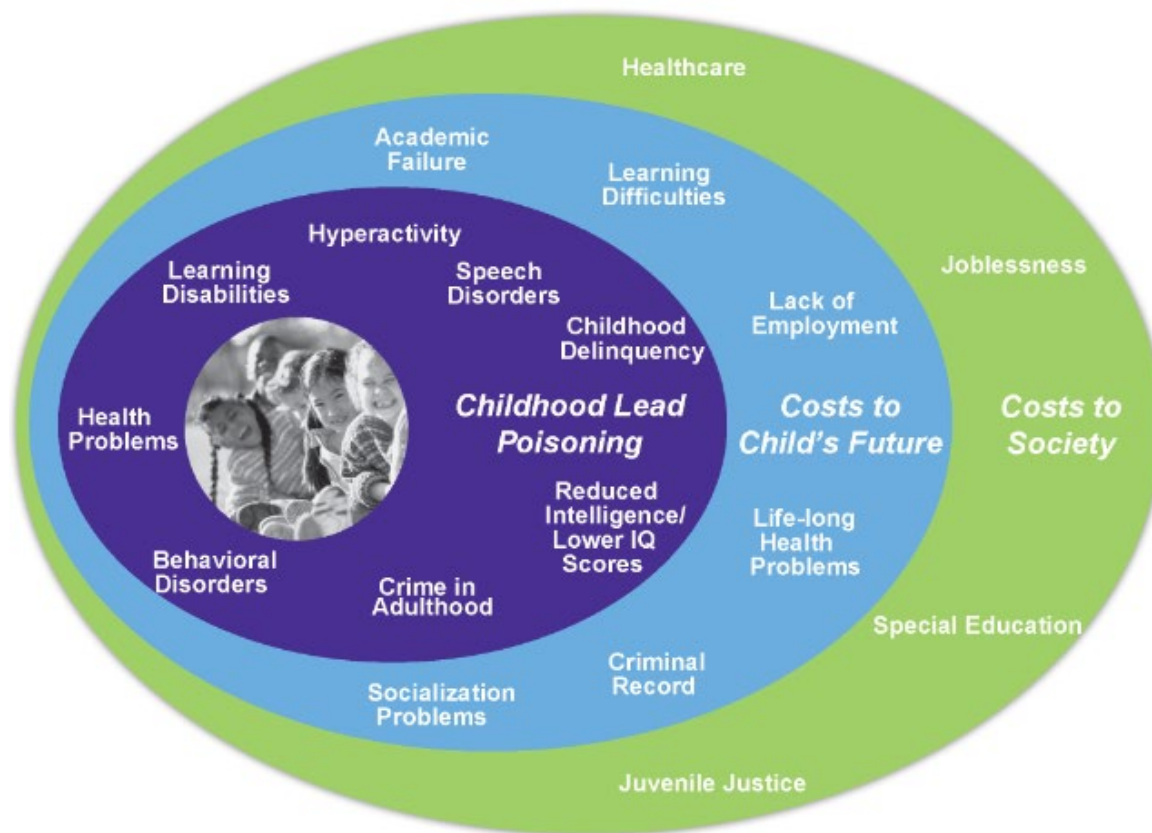 Healthcare
Academic
Failure
Learning
Difficulties
Hyperactivity
Learning
Disabilities
Speech
Disorders
Joblessness
Lack of
Employment
Childhood
Delinquency
Health
Problems
Childhood Lead
Poisoning
Costs to
Child's Future
Costs to
Society
Reduced
Intelligence/
Lower IQ
Scores
Life-long
Health
Problems
Behavioral
Disorders
Crime in
Adulthood
Special Education
Criminal
Record
Socialization
Problems
Juvenile Justice